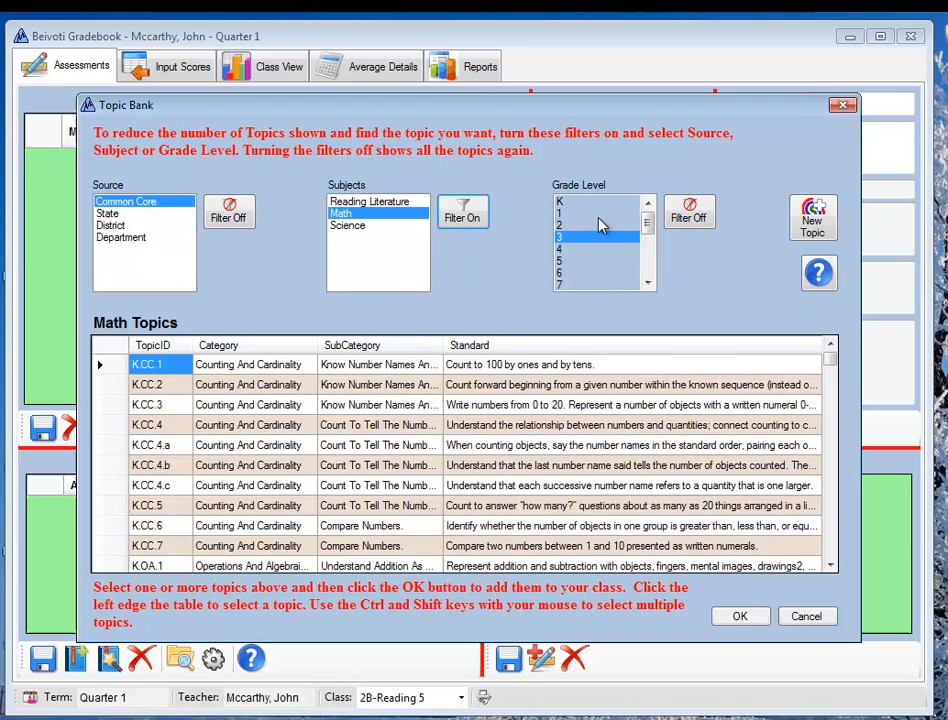 Beivoti Gradebook - Mccarthy, John - Quarter 1
Assessments
Input Scores
Class View
Average Details
Reports
Topic Bank
To reduce the number of Topics shown and find the topic you want, turn these filters on and select Source,
Subject or Grade Level. Turning the filters off shows all the topics again.
Source
Subjects
Grade Level
Common Core
State
District
Department
Filter Off
Reading Literature
Math
Science
Filter On
K
1
2
3
4
5
6
7
Filter Off
New
Topic
?
Math Topics
TopicID Category SubCategory Standard
K.CC.1 Counting And Cardinality Know Number Names An... Count to 100 by ones and by tens.
K.CC.2 Counting And Cardinality Know Number Names An... Count forward beginning from a given number within the known sequence (instead o...
K.CC.3 Counting And Cardinality Know Number Names An... Write numbers from 0 to 20. Represent a number of objects with a written numeral 0-...
K.CC.4 Counting And Cardinality Count To Tell The Numb... Understand the relationship between numbers and quantities; connect counting to c...
K.CC.4.a Counting And Cardinality Count To Tell The Numb... When counting objects, say the number names in the standard order, pairing each o...
K.CC.4.b Counting And Cardinality Count To Tell The Numb... Understand that the last number name said tells the number of objects counted. The...
K.CC.4.c Counting And Cardinality Count To Tell The Numb... Understand that each successive number name refers to a quantity that is one larger.
K.CC.5 Counting And Cardinality Count To Tell The Numb... Count to answer "how many?" questions about as many as 20 things arranged in a li...
K.CC.6 Counting And Cardinality Compare Numbers. Identify whether the number of objects in one group is greater than, less than, or equ...
K.CC.7 Counting And Cardinality Compare Numbers. Compare two numbers between 1 and 10 presented as written numerals.
K.OA.1 Operations And Algebrai... Understand Addition As ... Represent addition and subtraction with objects, fingers, mental images, drawings2, ...
Select one or more topics above and then click the OK button to add them to your class. Click the
left edge the table to select a topic. Use the Ctrl and Shift keys with your mouse to select multiple
topics.
OK
Cancel
M
A
?
Term: Quarter 1 Teacher: Mccarthy, John Class: 2B-Reading 5